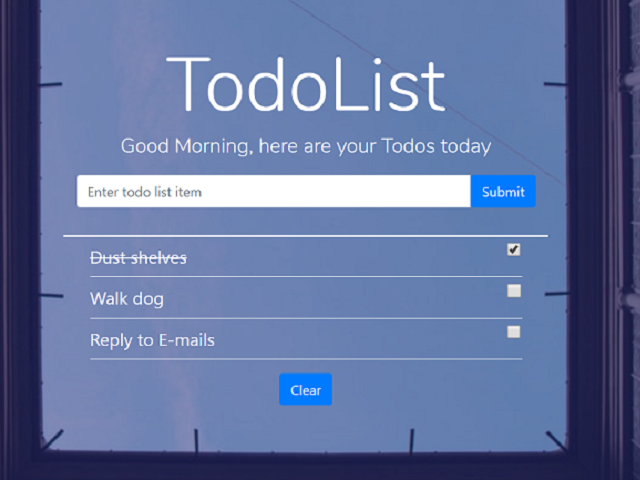 TodoList
Good Morning, here are your Todos today
Enter todo list item
Submit
Dust shelves
Walk dog
Reply to E-mails
Clear